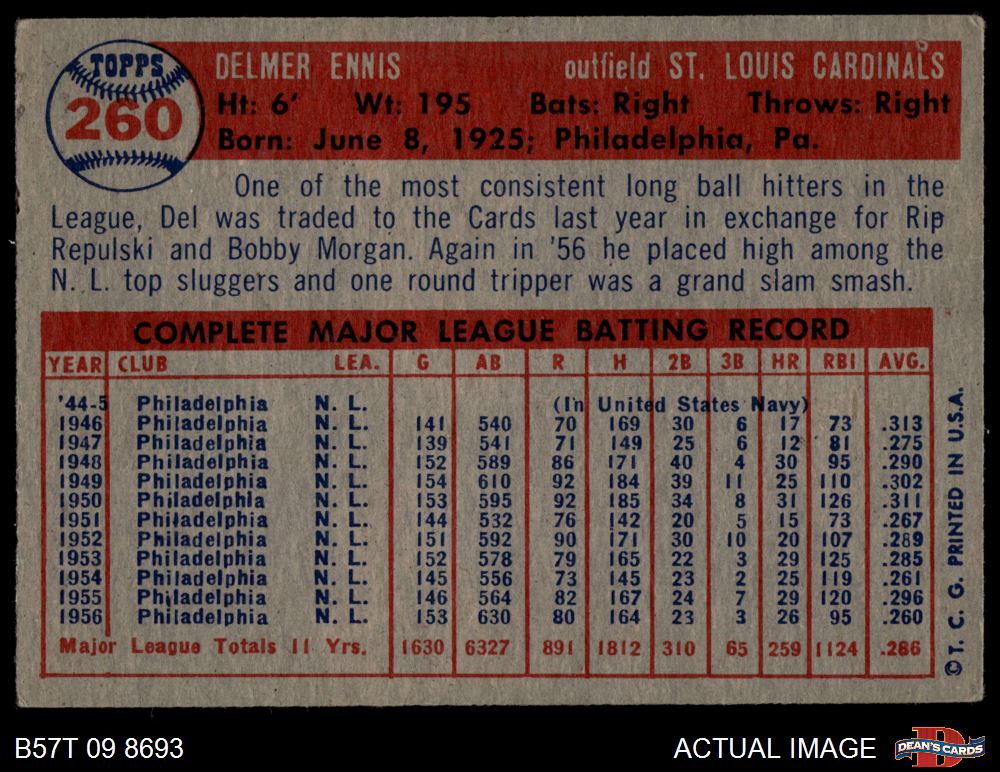 TOPPS
260
DELMER ENNIS outfield ST. LOUIS CARDINALS
Ht: 6' Wt: 195 Bats: Right Throws: Right
Born: June 8, 1925; Philadelphia, Pa.
One of the most consistent long ball hitters in the
League, Del was traded to the Cards last year in exchange for Rip
Repulski and Bobby Morgan. Again in '56 he placed high among the
N. L. top sluggers and one round tripper was a grand slam smash.
COMPLETE MAJOR LEAGUE BATTING RECORD
YEAR CLUB LEA. G AB R H 2B 3B HR RBI AVG.
'44-5 Philadelphia N. L. (In United States Navy)
1946 Philadelphia N. L. 141 540 70 169 30 6 17 73 .313
1947 Philadelphia N. L. 139 541 71 149 25 6 12 81 .275
1948 Philadelphia N. L. 152 589 86 171 40 4 30 95 .290
1949 Philadelphia N. L. 154 610 92 184 39 11 25 110 .302
1950 Philadelphia N. L. 153 595 92 185 34 8 31 126 .311
1951 Philadelphia N. L. 144 532 76 142 20 5 15 73 .267
1952 Philadelphia N. L. 151 592 90 171 30 10 20 107 .289
1953 Philadelphia N. L. 152 578 79 165 22 3 29 125 .285
1954 Philadelphia N. L. 145 556 73 145 23 2 25 119 .261
1955 Philadelphia N. L. 146 564 82 167 24 7 29 120 .296
1956 Philadelphia N. L. 153 630 80 164 23 3 26 95 .260
Major League Totals 11 Yrs. 1630 6327 891 1812 310 65 259 1124 .286
© T. C. G. PRINTED IN U.S.A.
B57T 09 8693 ACTUAL IMAGE
DEAN'S CARDS